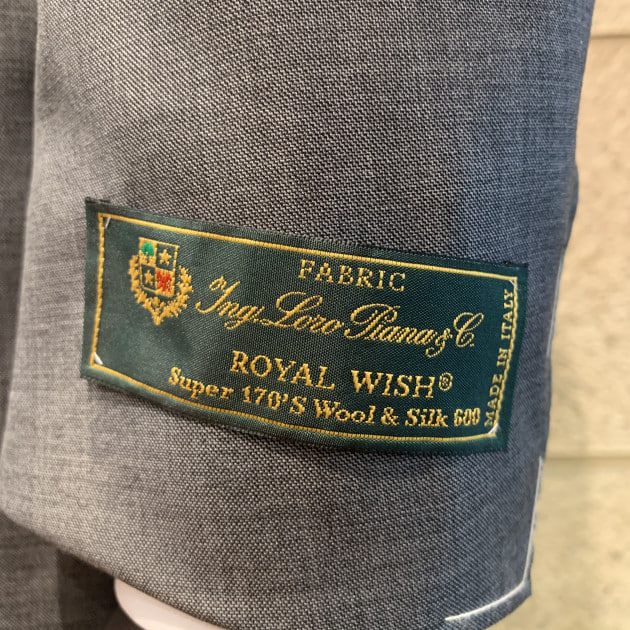 FABRIC
Ing. Loro Piana & C.
ROYAL WISH®
Super 170'S Wool & Silk 600
MADE IN ITALY